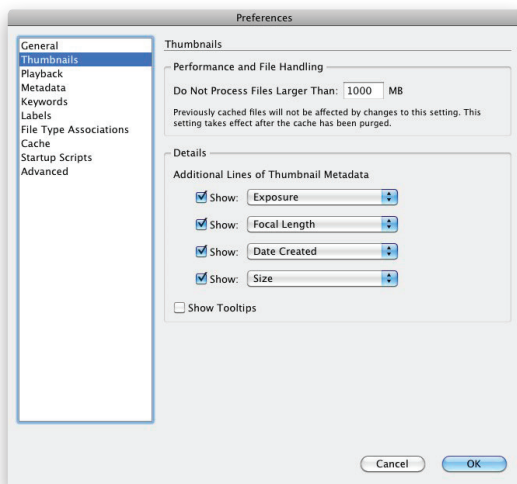 Preferences
General
Thumbnails
Playback
Metadata
Keywords
Labels
File Type Associations
Cache
Startup Scripts
Advanced
Thumbnails
Performance and File Handling
Do Not Process Files Larger Than: 1000 MB
Previously cached files will not be affected by changes to this setting. This
setting takes effect after the cache has been purged.
Details
Additional Lines of Thumbnail Metadata
Show: Exposure
Show: Focal Length
Show: Date Created
Show: Size
Show Tooltips
Cancel OK